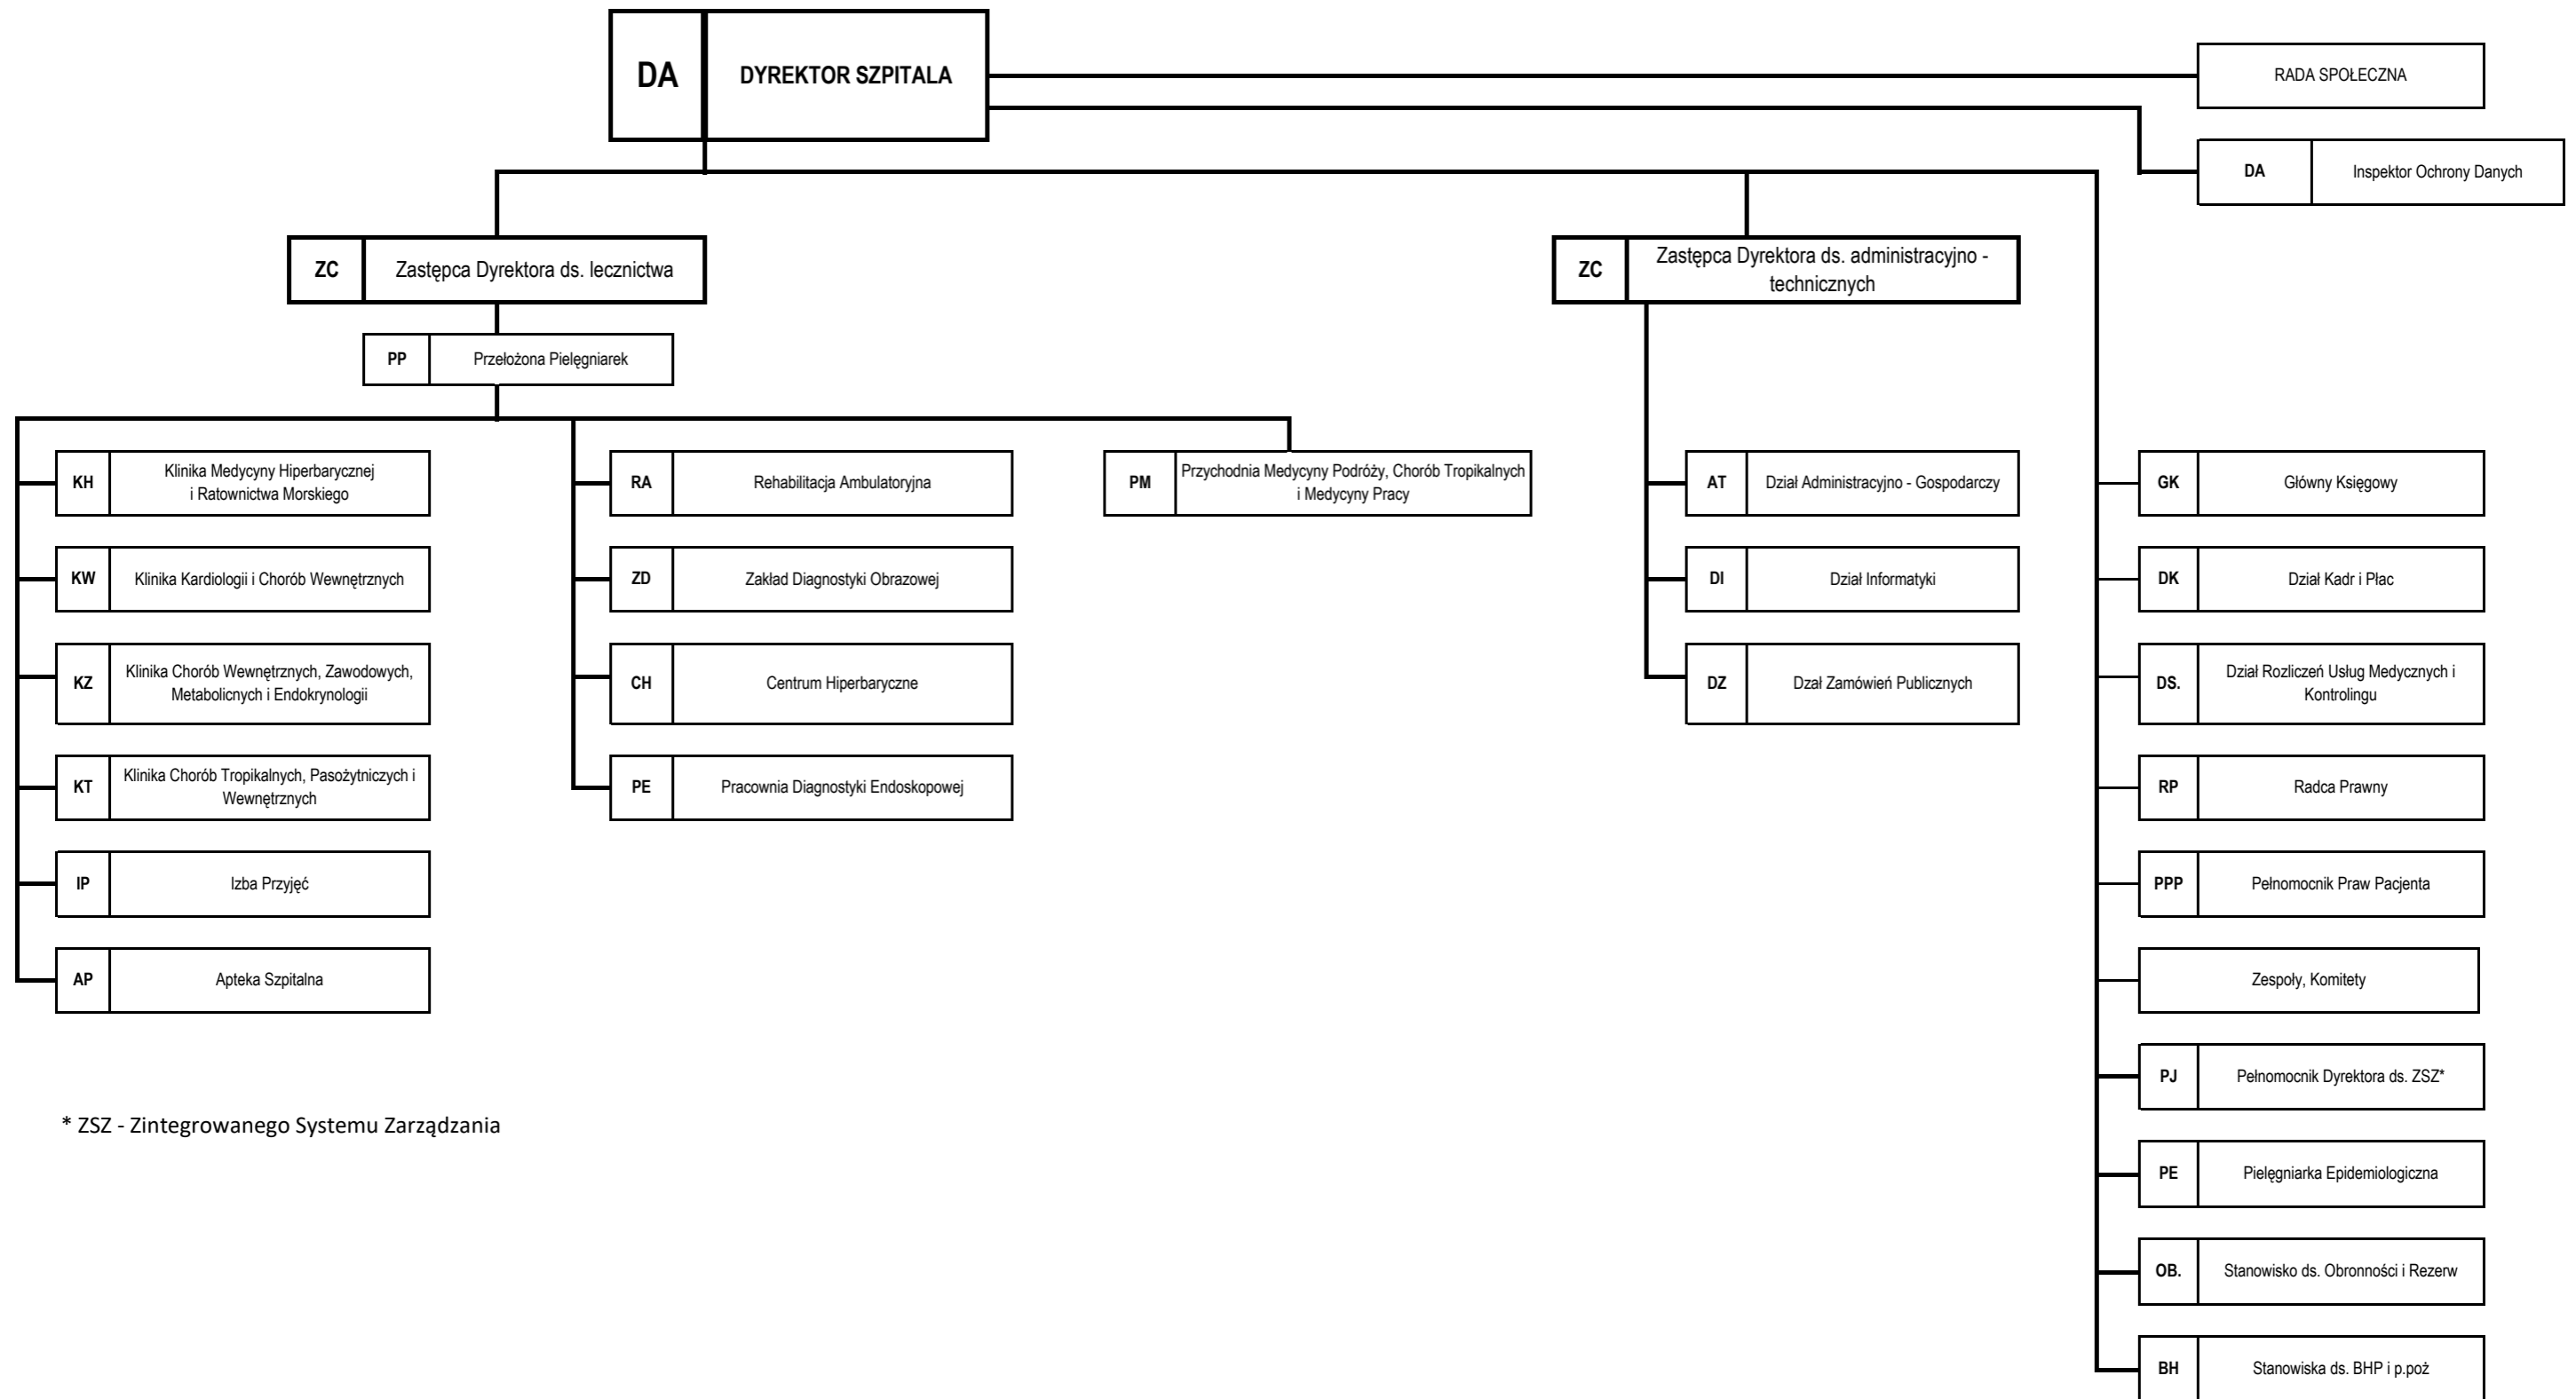 DA
DYREKTOR SZPITALA
RADA SPOŁECZNA
DA
Inspektor Ochrony Danych
ZC
Zastępca Dyrektora ds. lecznictwa
ZC
Zastępca Dyrektora ds. administracyjno -
technicznych
PP
Przełożona Pielęgniarek
KH
Klinika Medycyny Hiperbarycznej
i Ratownictwa Morskiego
KW
Klinika Kardiologii i Chorób Wewnętrznych
KZ
Klinika Chorób Wewnętrznych, Zawodowych,
Metabolicnych i Endokrynologii
KT
Klinika Chorób Tropikalnych, Pasożytniczych i
Wewnętrznych
IP
Izba Przyjęć
AP
Apteka Szpitalna
RA
Rehabilitacja Ambulatoryjna
ZD
Zakład Diagnostyki Obrazowej
CH
Centrum Hiperbaryczne
PE
Pracownia Diagnostyki Endoskopowej
PM
Przychodnia Medycyny Podróży, Chorób Tropikalnych
i Medycyny Pracy
AT
Dział Administracyjno - Gospodarczy
DI
Dział Informatyki
DZ
Dzał Zamówień Publicznych
GK
Główny Księgowy
DK
Dział Kadr i Płac
DS.
Dział Rozliczeń Usług Medycznych i
Kontrolingu
RP
Radca Prawny
PPP
Pełnomocnik Praw Pacjenta
Zespoły, Komitety
PJ
Pełnomocnik Dyrektora ds. ZSZ*
PE
Pielęgniarka Epidemiologiczna
OB.
Stanowisko ds. Obronności i Rezerw
BH
Stanowiska ds. BHP i p.poż
* ZSZ - Zintegrowanego Systemu Zarządzania